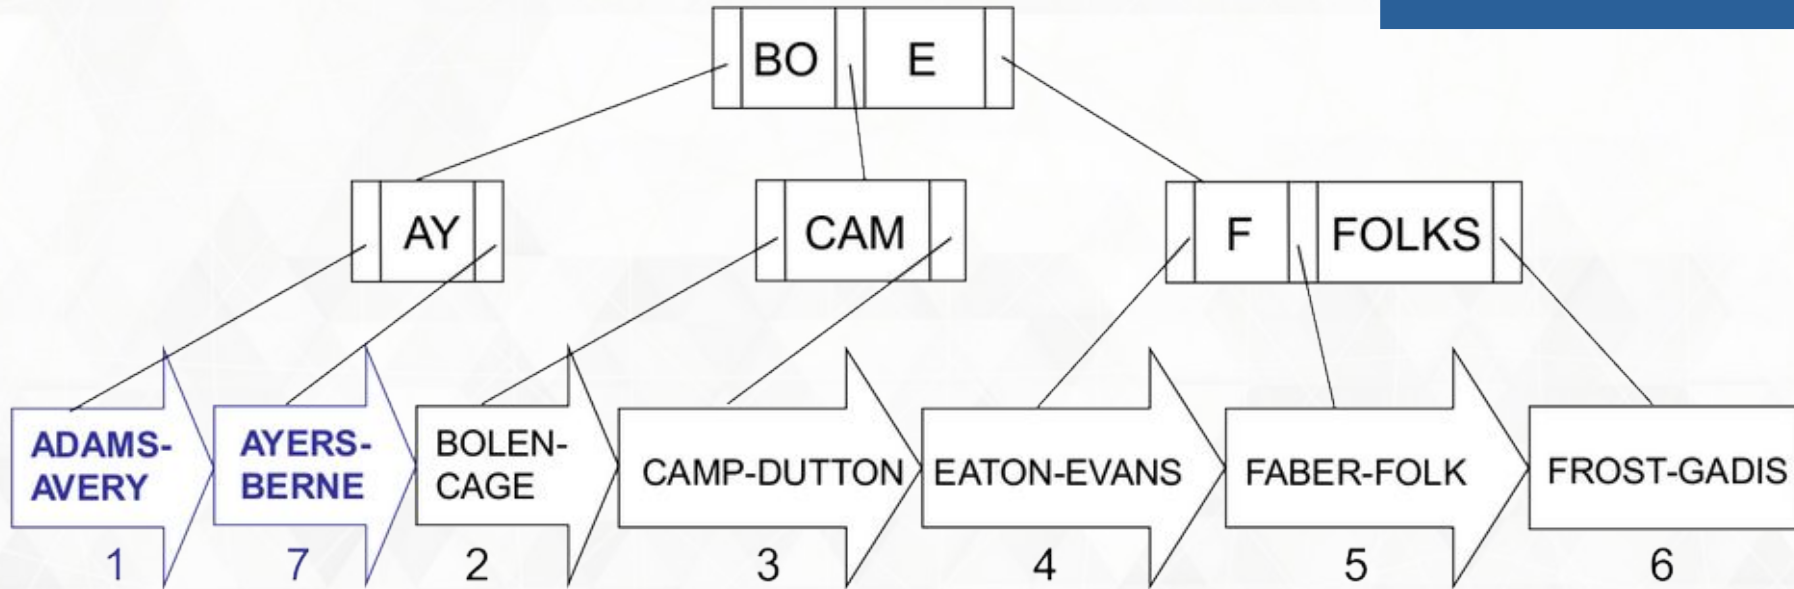 BO E
AY CAM F FOLKS
ADAMS-
AVERY
AYERS-
BERNE
BOLEN-
CAGE
CAMP-DUTTON
EATON-EVANS
FABER-FOLK
FROST-GADIS
1 7 2 3 4 5 6